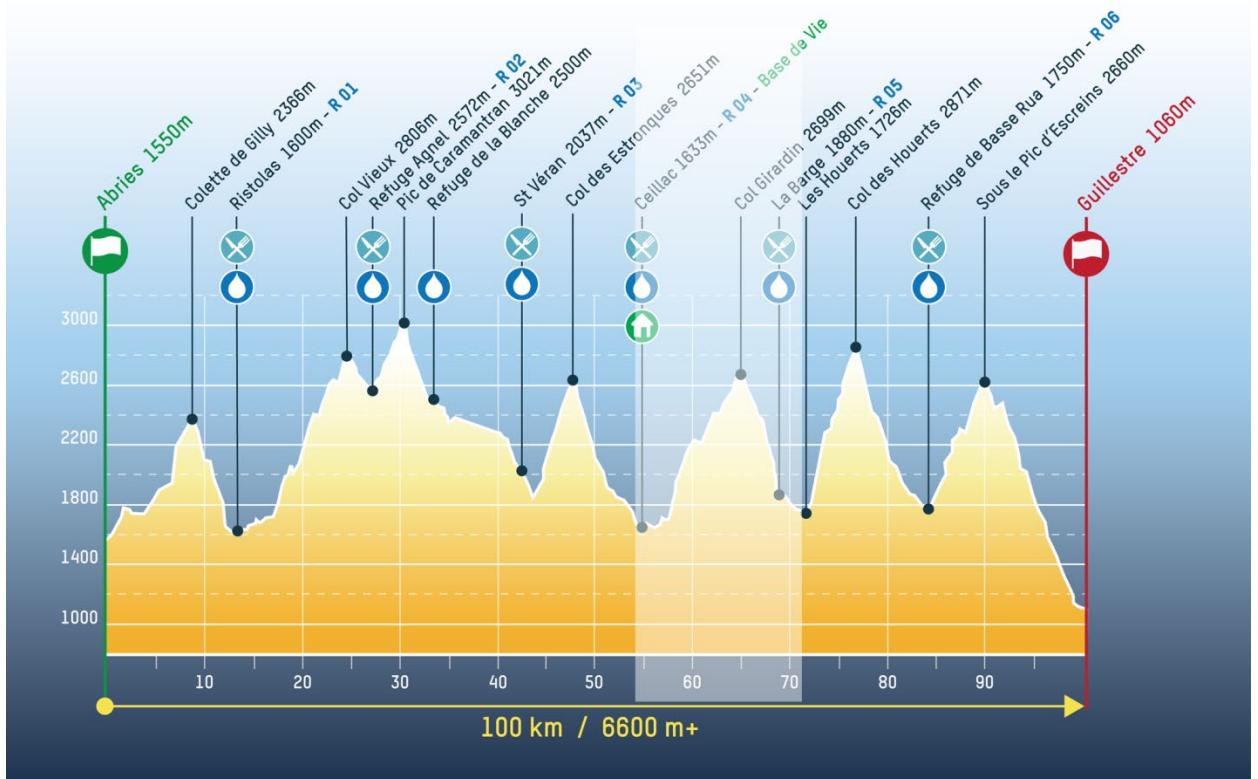 Abries 1550m
Colette de Gilly 2366m
Ristolas 1600m - R 01
Col Vieux 2806m
Refuge Agnel 2572m - R 02
Pic de Caramantran 3021m
Refuge de la Blanche 2500m
St Véran 2037m - R 03
Col des Estronques 2651m
Ceillac 1633m - R 04 - Base de Vie
Col Girardin 2699m
La Barge 1880m - R 05
Les Houerts 1726m
Col des Houerts 2871m
Refuge de Basse Rua 1750m - R 06
Sous le Pic d'Escreins 2660m
Guillestre 1060m
3000
2600
2200
1800
1400
1000
10 20 30 40 50 60 70 80 90
100 km / 6600 m+